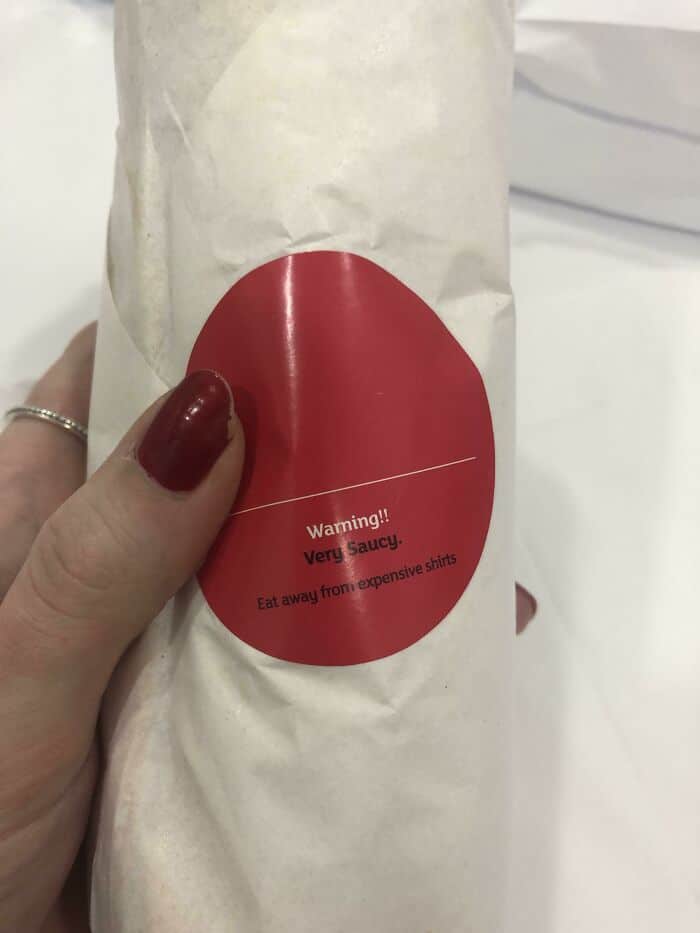 Warning!!
Very Saucy.
Eat away from expensive shirts